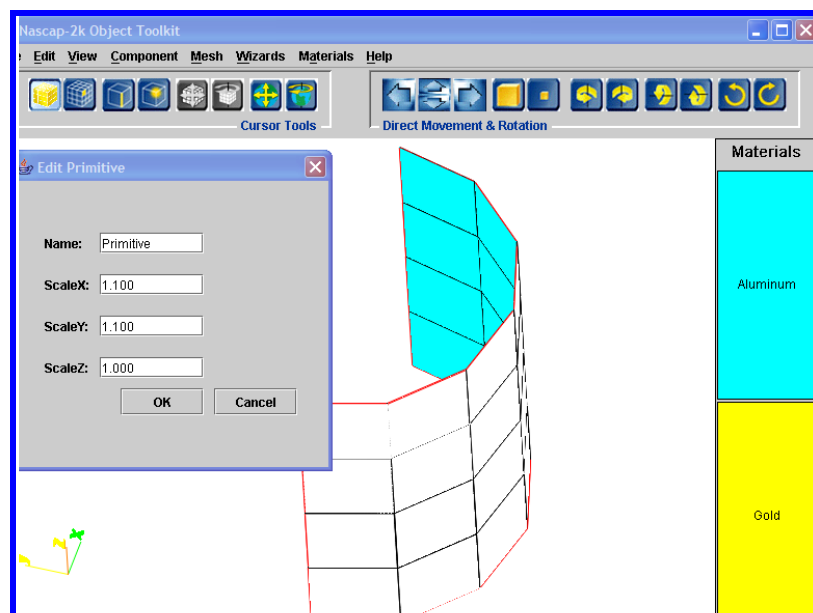 Nascap-2k Object Toolkit
Edit View Component Mesh Wizards Materials Help
Cursor Tools
Direct Movement & Rotation
Materials
Edit Primitive
Name: Primitive
ScaleX: 1.100
ScaleY: 1.100
ScaleZ: 1.000
OK Cancel
Aluminum
Gold